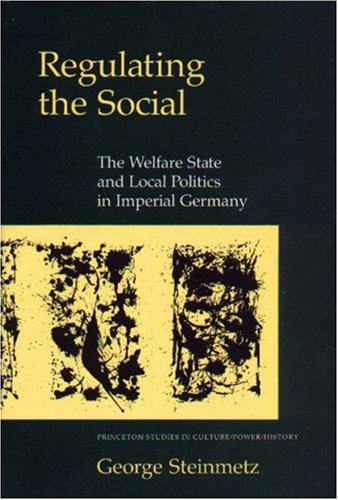 Regulating
the Social
The Welfare State
and Local Politics
in Imperial Germany
PRINCETON STUDIES IN CULTURE/POWER/HISTORY
George Steinmetz